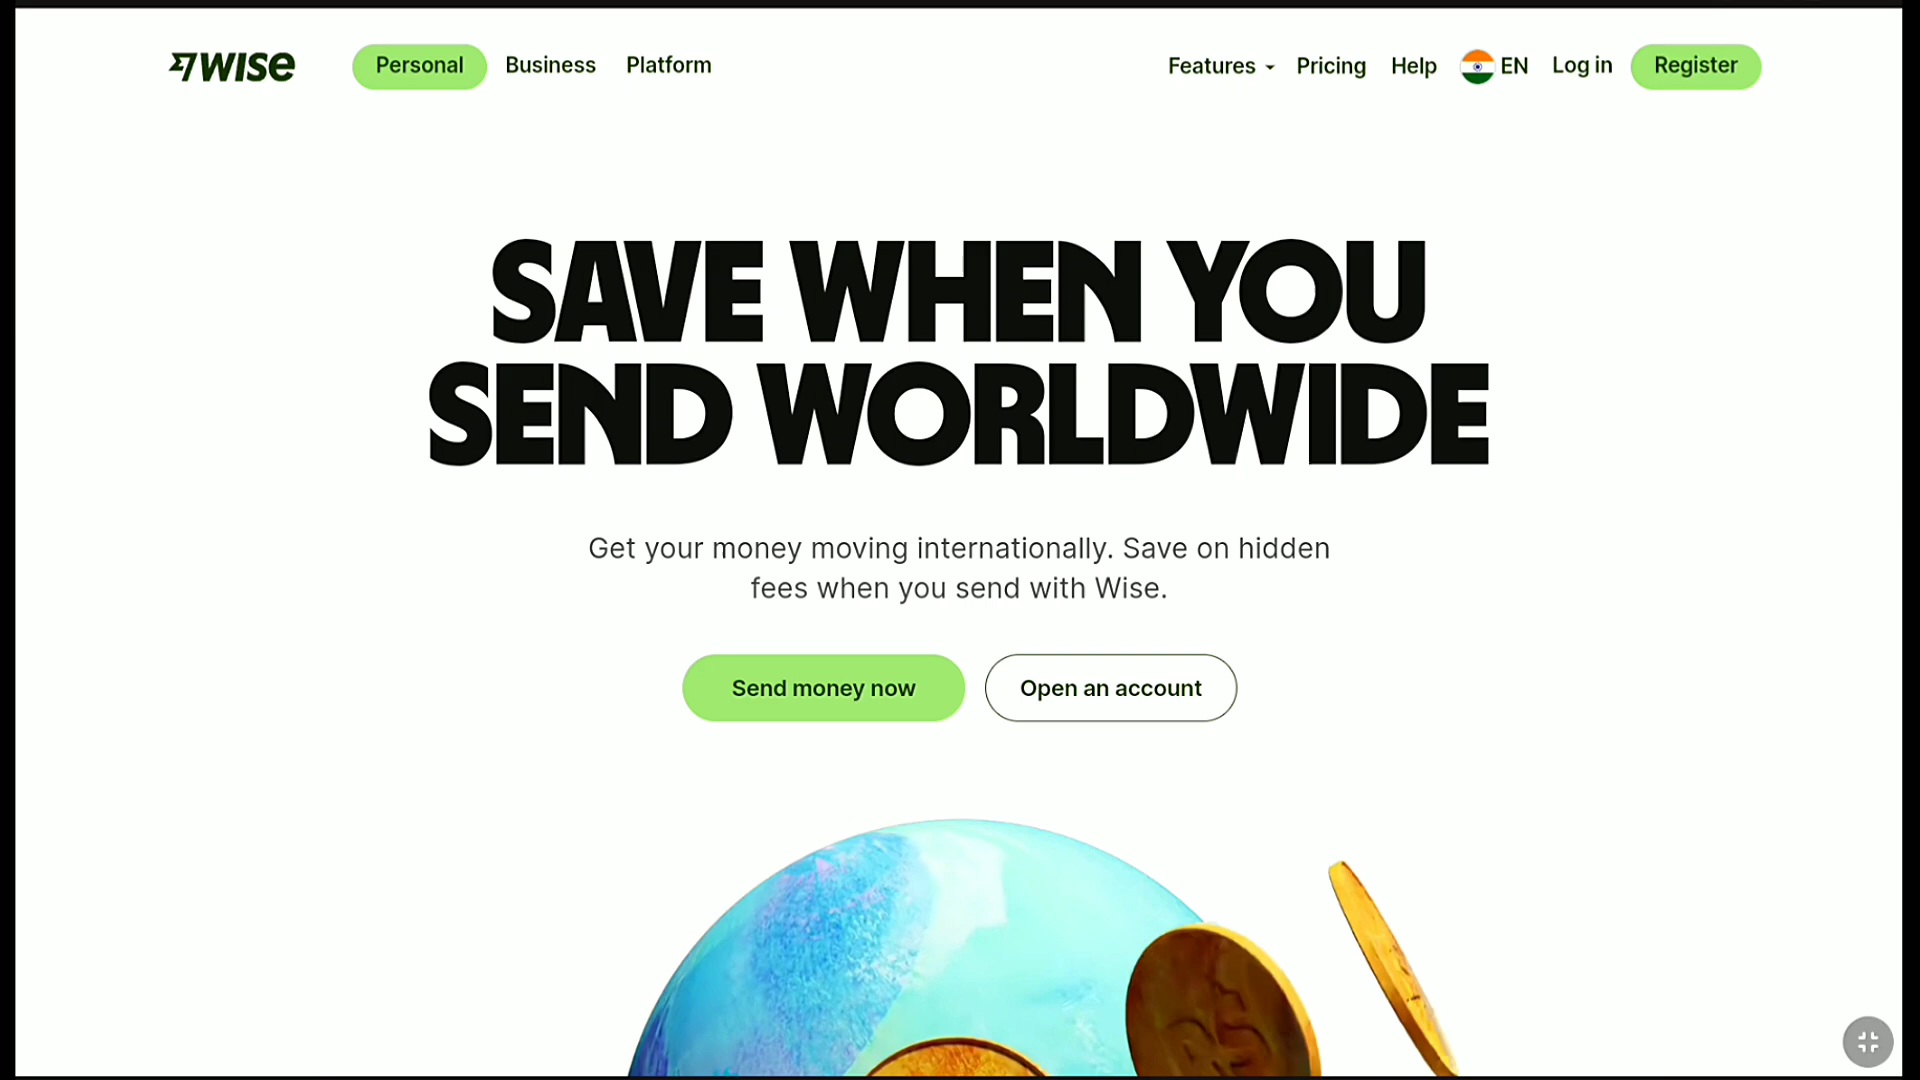 WISE
Personal
Business
Platform
Features
Pricing
Help
EN
Log in
Register
SAVE WHEN YOU
SEND WORLDWIDE
Get your money moving internationally. Save on hidden
fees when you send with Wise.
Send money now
Open an account